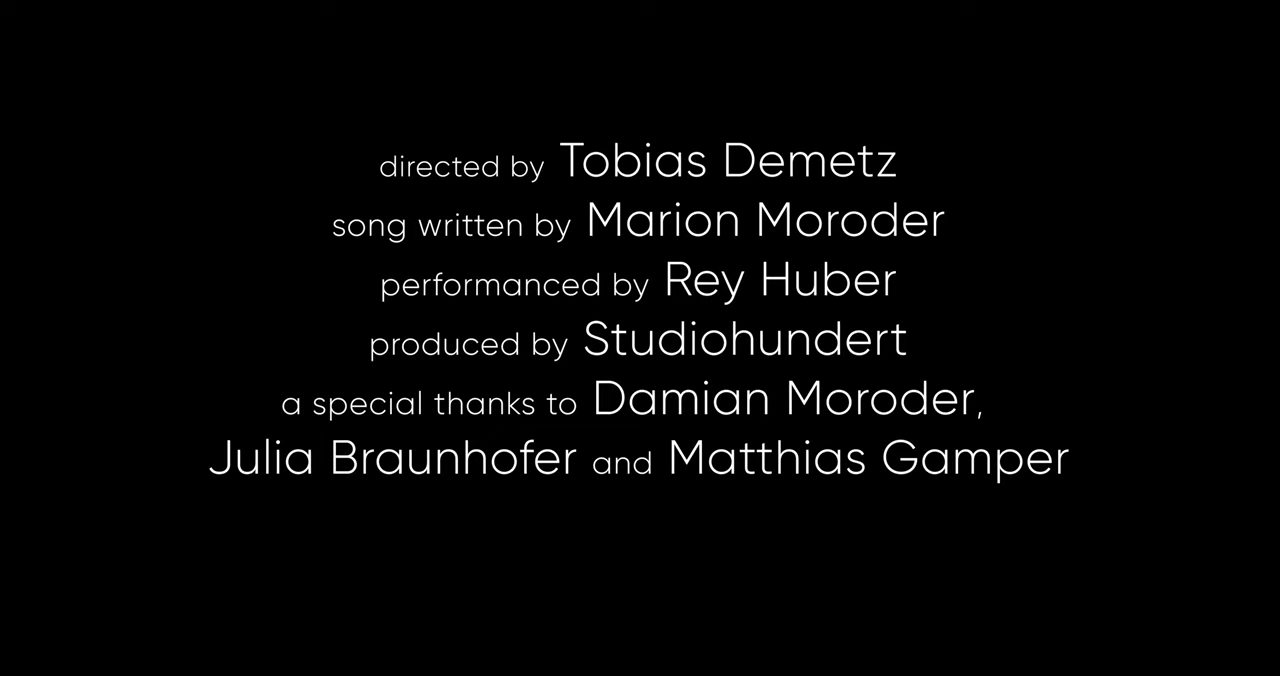 directed by Tobias Demetz
song written by Marion Moroder
performanced by Rey Huber
produced by Studiohundert
a special thanks to Damian Moroder,
Julia Braunhofer and Matthias Gamper